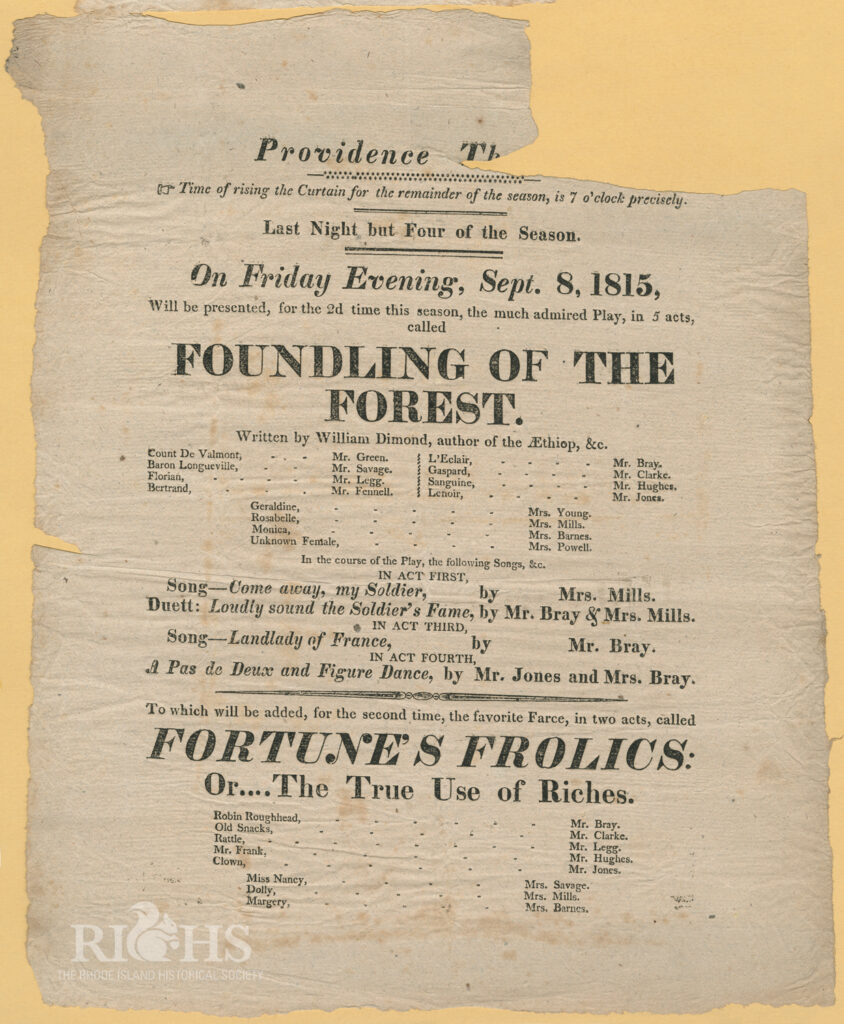 Providence Th
☞ Time of rising the Curtain for the remainder of the season, is 7 o'clock precisely.
Last Night but Four of the Season.
On Friday Evening, Sept. 8, 1815,
Will be presented, for the 2d time this season, the much admired Play, in 5 acts,
called
FOUNDLING OF THE
FOREST.
Written by William Dimond, author of the Æthiop, &c.
Count De Valmont, - - - Mr. Green.
Baron Longueville, - - Mr. Savage.
Florian, - - - - Mr. Legg.
Bertrand, - - - - Mr. Fennell.
L'Eclair, - - - - Mr. Bray.
Gaspard, - - - - Mr. Clarke.
Sanguine, - - - - Mr. Hughes.
Lenoir, - - - - - Mr. Jones.
Geraldine, - - - - - Mrs. Young.
Rosabelle, - - - - - Mrs. Mills.
Monica, - - - - - Mrs. Barnes.
Unknown Female, - - - - Mrs. Powell.
In the course of the Play, the following Songs, &c.
IN ACT FIRST,
Song—Come away, my Soldier, by Mrs. Mills.
Duett: Loudly sound the Soldier's Fame, by Mr. Bray & Mrs. Mills.
IN ACT THIRD,
Song—Landlady of France, by Mr. Bray.
IN ACT FOURTH,
A Pas de Deux and Figure Dance, by Mr. Jones and Mrs. Bray.
To which will be added, for the second time, the favorite Farce, in two acts, called
FORTUNE'S FROLICS:
Or....The True Use of Riches.
Robin Roughhead, - - - - - Mr. Bray.
Old Snacks, - - - - - - Mr. Clarke.
Rattle, - - - - - - - Mr. Legg.
Mr. Frank, - - - - - - Mr. Hughes.
Clown, - - - - - - - Mr. Jones.
Miss Nancy, - - - - - Mrs. Savage.
Dolly, - - - - - - Mrs. Mills.
Margery, - - - - - Mrs. Barnes.
RIHS
THE RHODE ISLAND HISTORICAL SOCIETY